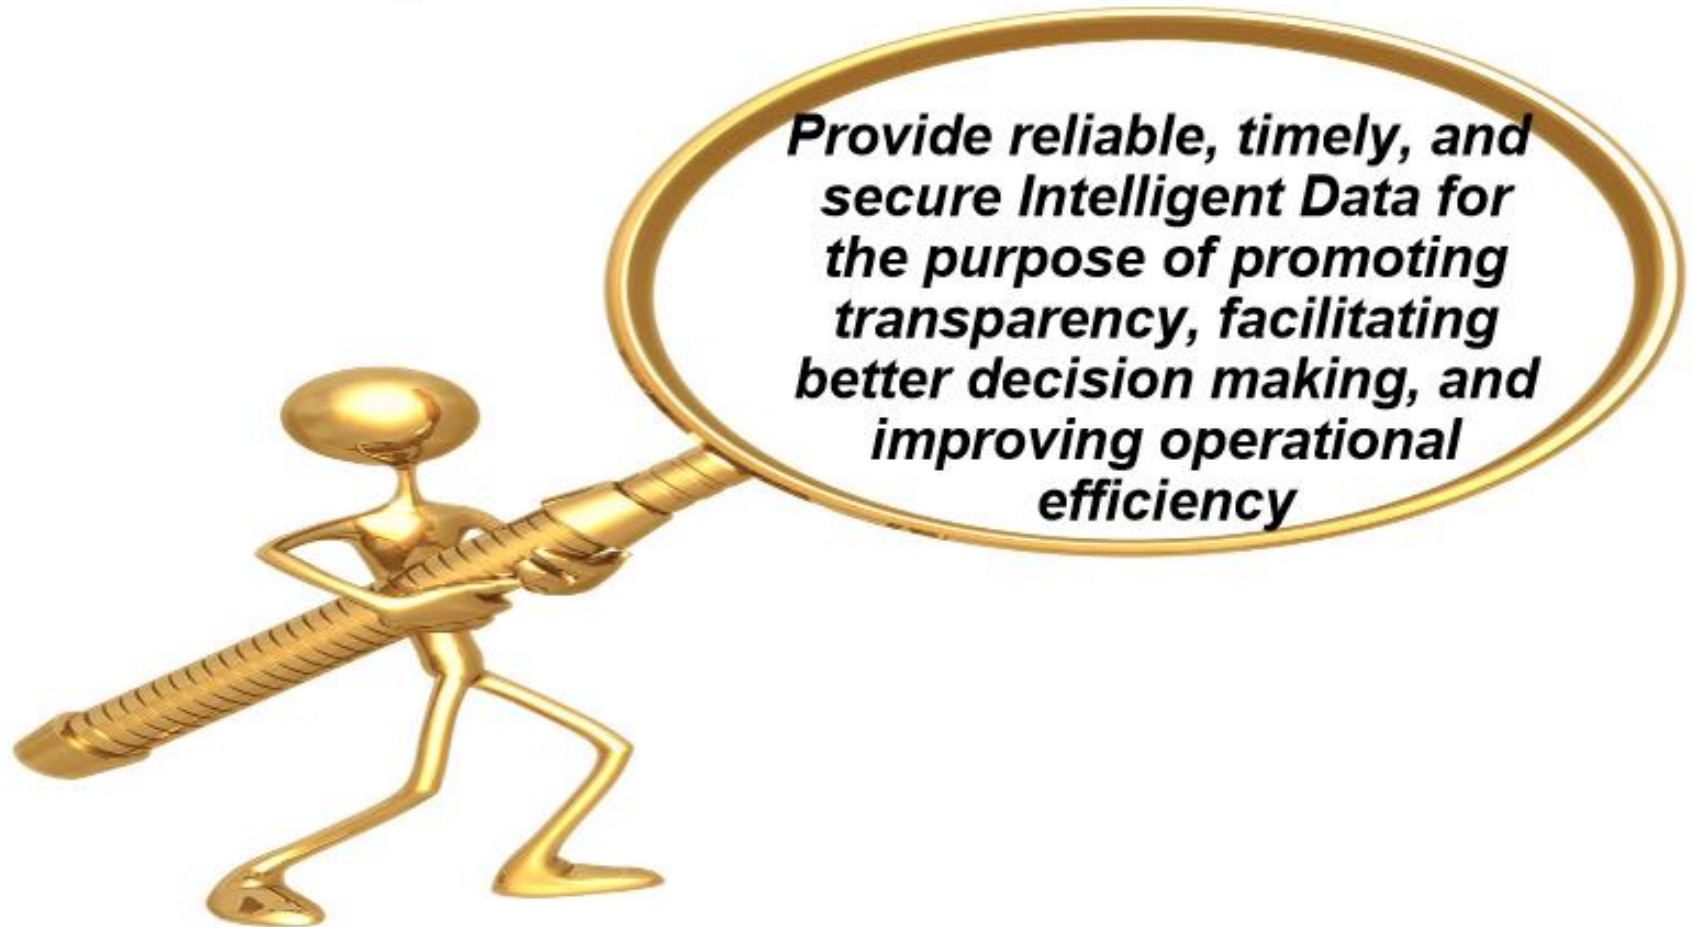 Provide reliable, timely, and
secure Intelligent Data for
the purpose of promoting
transparency, facilitating
better decision making, and
improving operational
efficiency